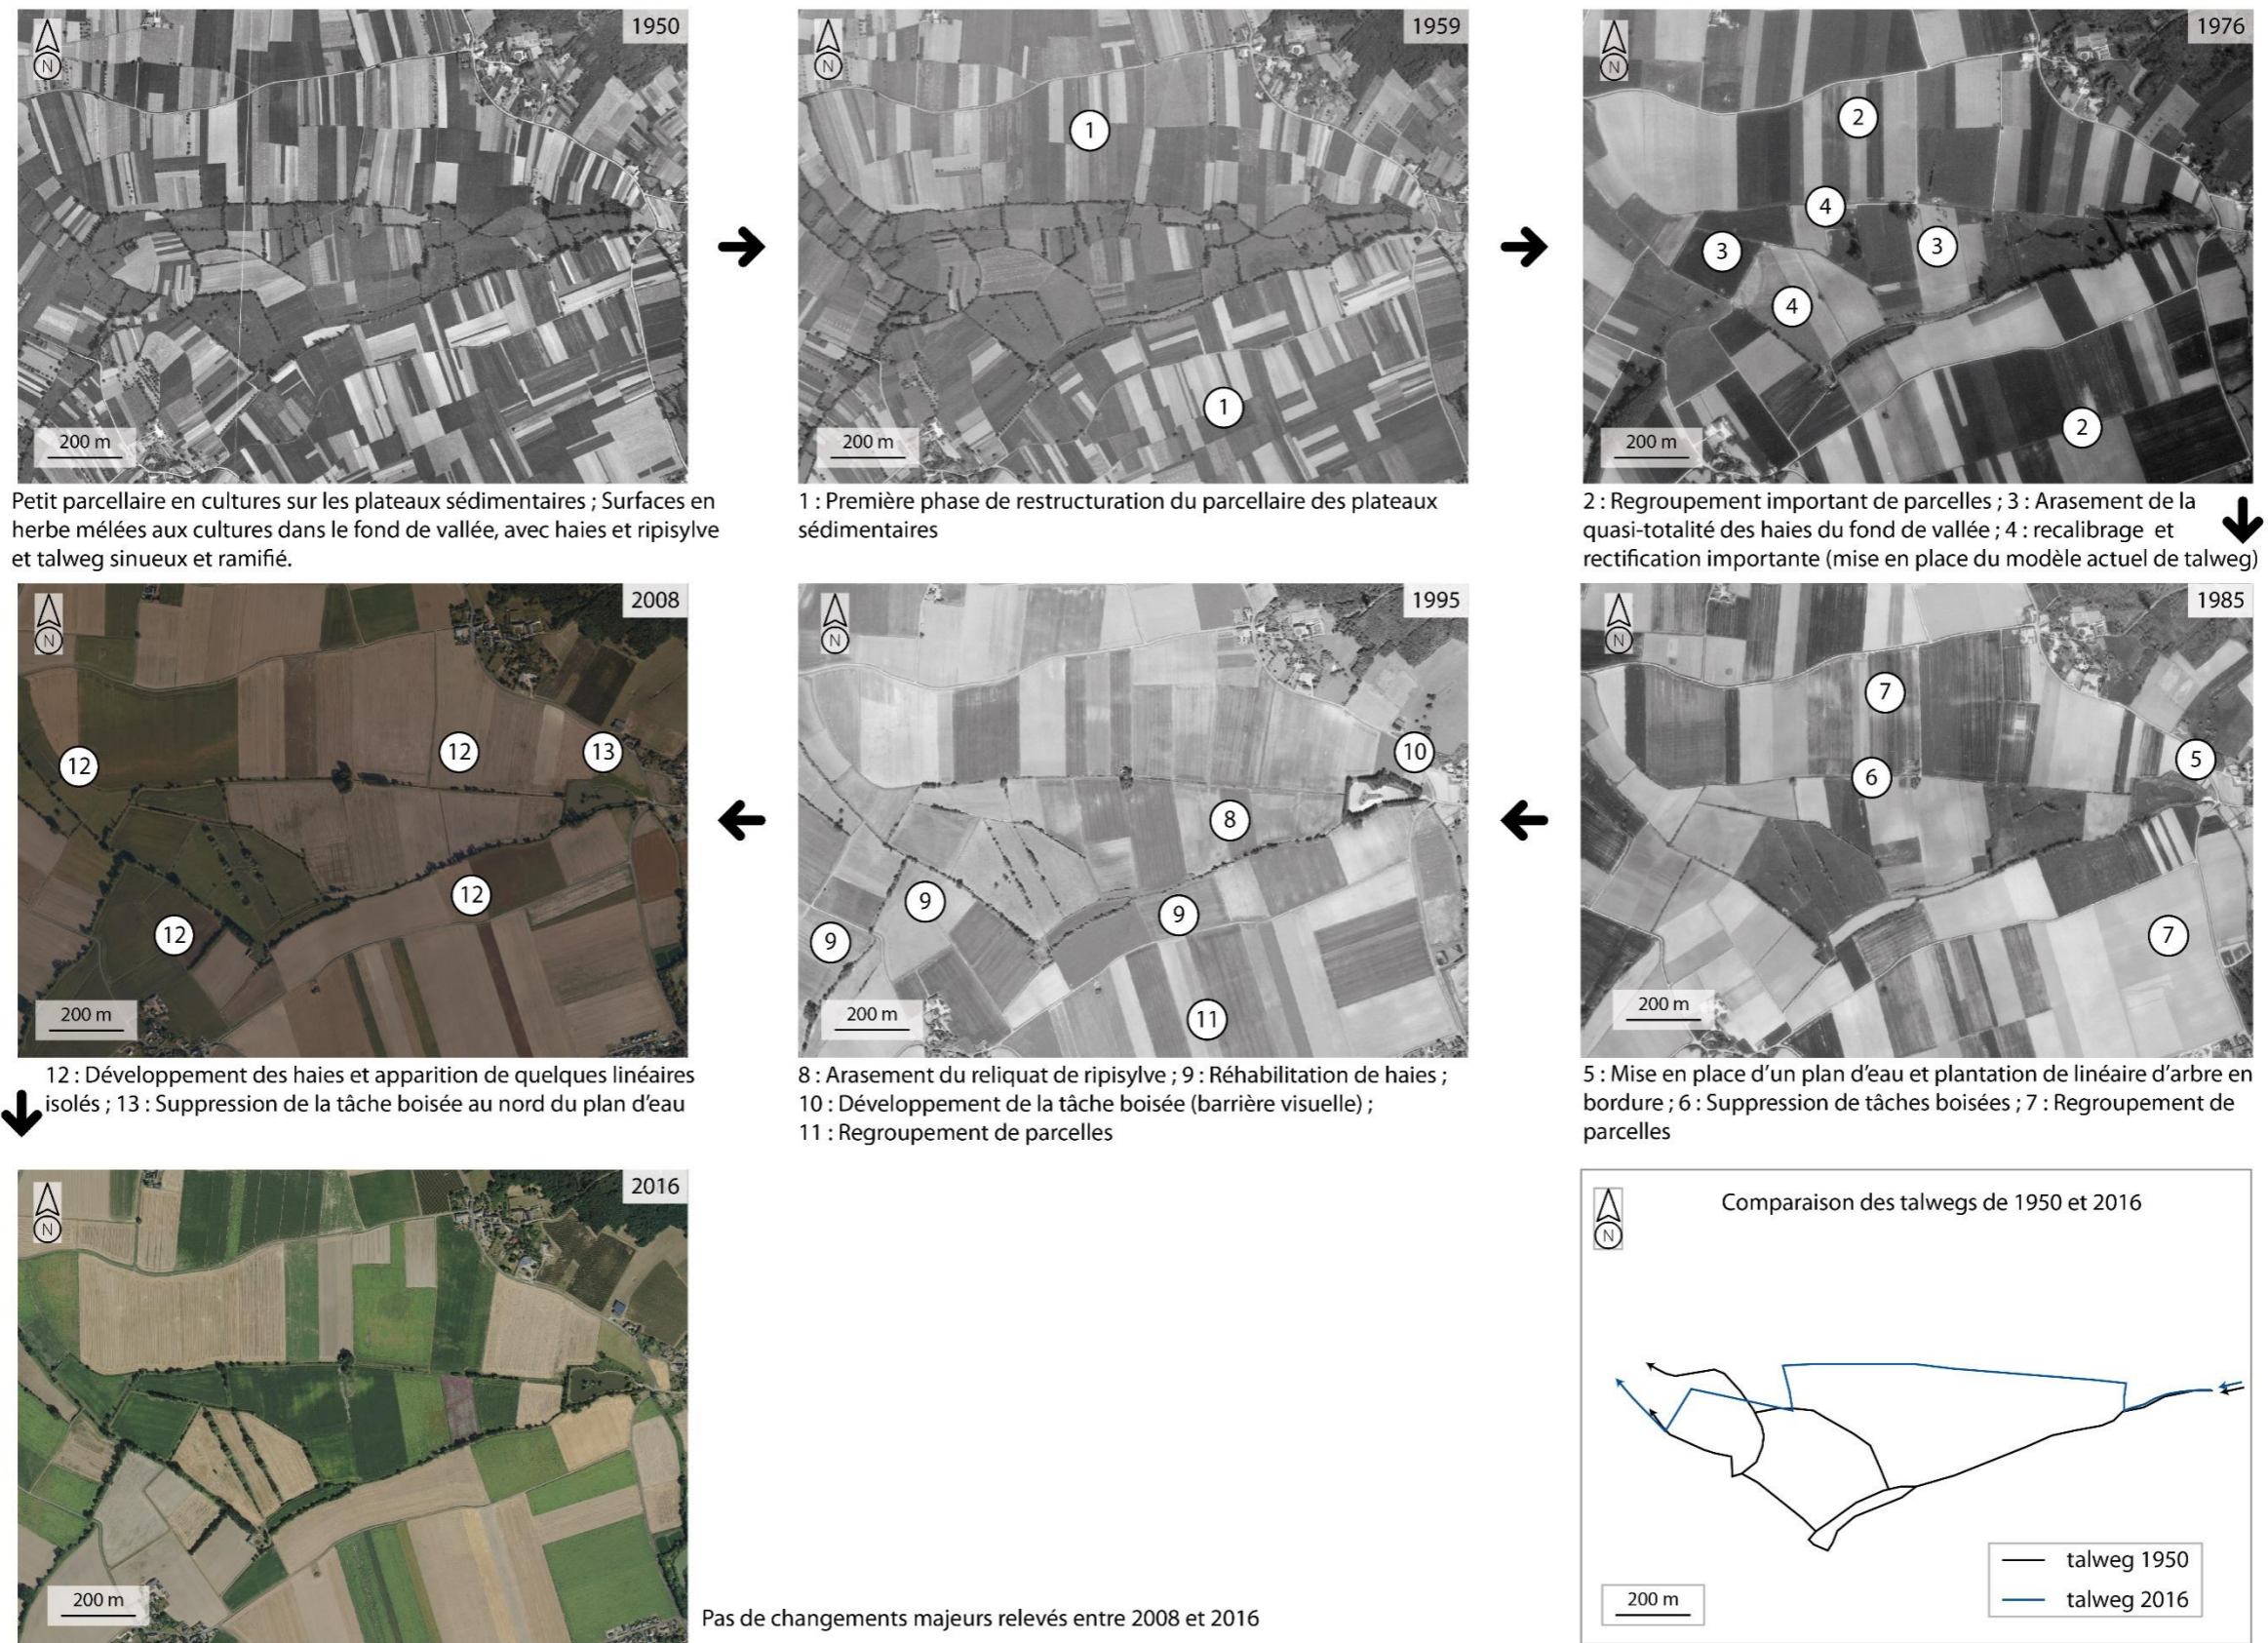 1950
N
200 m
Petit parcellaire en cultures sur les plateaux sédimentaires ; Surfaces en
herbe mélées aux cultures dans le fond de vallée, avec haies et ripisylve
et talweg sinueux et ramifié.
1959
N
1
1
200 m
1 : Première phase de restructuration du parcellaire des plateaux
sédimentaires
1976
N
2
4
3
3
4
2
200 m
2 : Regroupement important de parcelles ; 3 : Arasement de la
quasi-totalité des haies du fond de vallée ; 4 : recalibrage et
rectification importante (mise en place du modèle actuel de talweg)
1985
N
7
5
6
7
200 m
5 : Mise en place d'un plan d'eau et plantation de linéaire d'arbre en
bordure ; 6 : Suppression de tâches boisées ; 7 : Regroupement de
parcelles
1995
N
10
8
9
9
9
11
200 m
8 : Arasement du reliquat de ripisylve ; 9 : Réhabilitation de haies ;
10 : Développement de la tâche boisée (barrière visuelle) ;
11 : Regroupement de parcelles
2008
N
12
12
13
12
12
200 m
12 : Développement des haies et apparition de quelques linéaires
isolés ; 13 : Suppression de la tâche boisée au nord du plan d'eau
2016
N
200 m
Pas de changements majeurs relevés entre 2008 et 2016
Comparaison des talwegs de 1950 et 2016
N
talweg 1950
talweg 2016
200 m